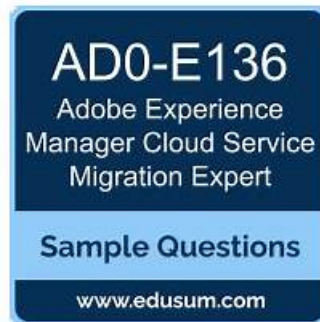 AD0-E136
Adobe Experience
Manager Cloud Service
Migration Expert
Sample Questions
www.edusum.com